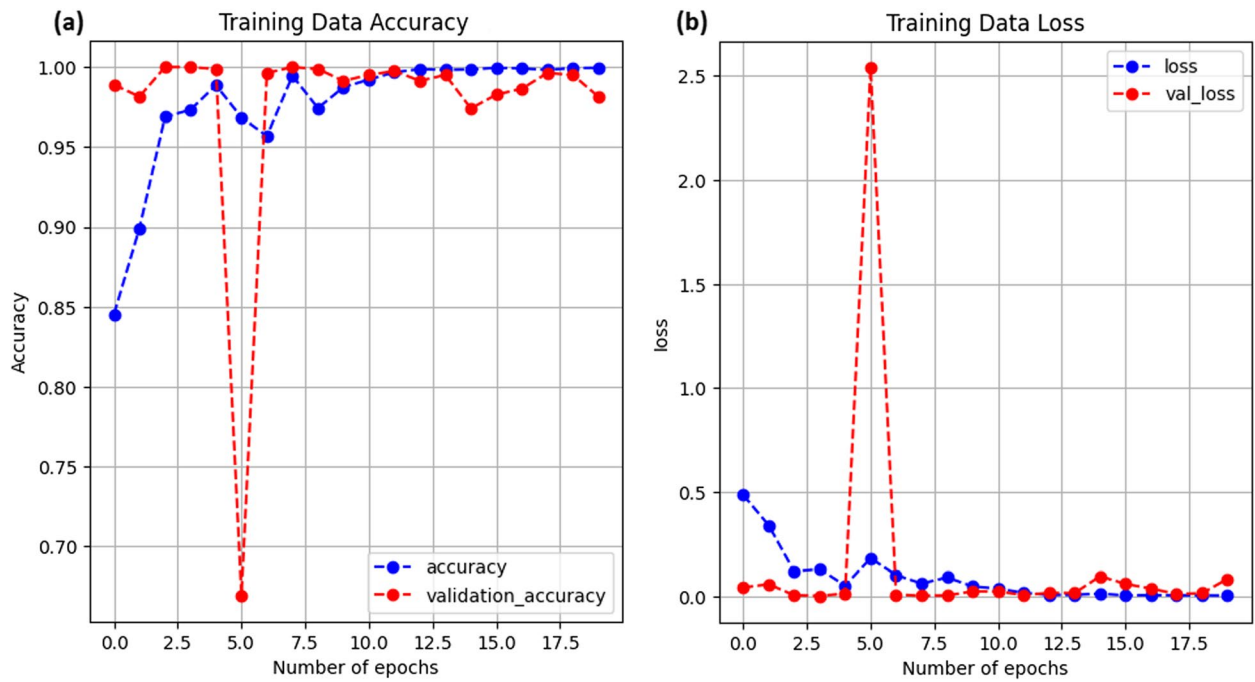 (a)
Training Data Accuracy
1.00
0.95
0.90
0.85
0.80
0.75
0.70
Accuracy
accuracy
validation_accuracy
0.0 2.5 5.0 7.5 10.0 12.5 15.0 17.5
Number of epochs
(b)
Training Data Loss
loss
val_loss
2.5
2.0
1.5
1.0
0.5
0.0
loss
0.0 2.5 5.0 7.5 10.0 12.5 15.0 17.5
Number of epochs